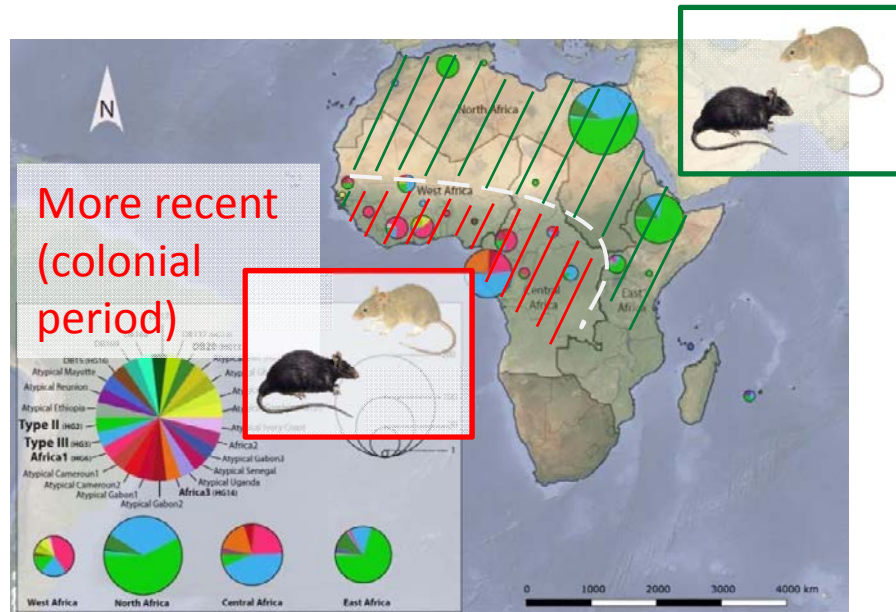 N
North Africa
West Africa
More recent
(colonial
period)
Central
Africa
East
Africa
DB15 (HG16)
Atypical Mayotte
Atypical Reunion
Atypical Ethiopia
Type II (HG2)
Type III (HG3)
Africa1 (HG6)
Atypical Cameroun1
Atypical Cameroun2
Atypical Gabon1
Atypical Gabon2
Africa3 (HG14)
Atypical Uganda
Atypical Senegal
Atypical Gabon3
Africa2
1
West Africa
North Africa
Central Africa
East Africa
0 1000 2000 3000 4000 km